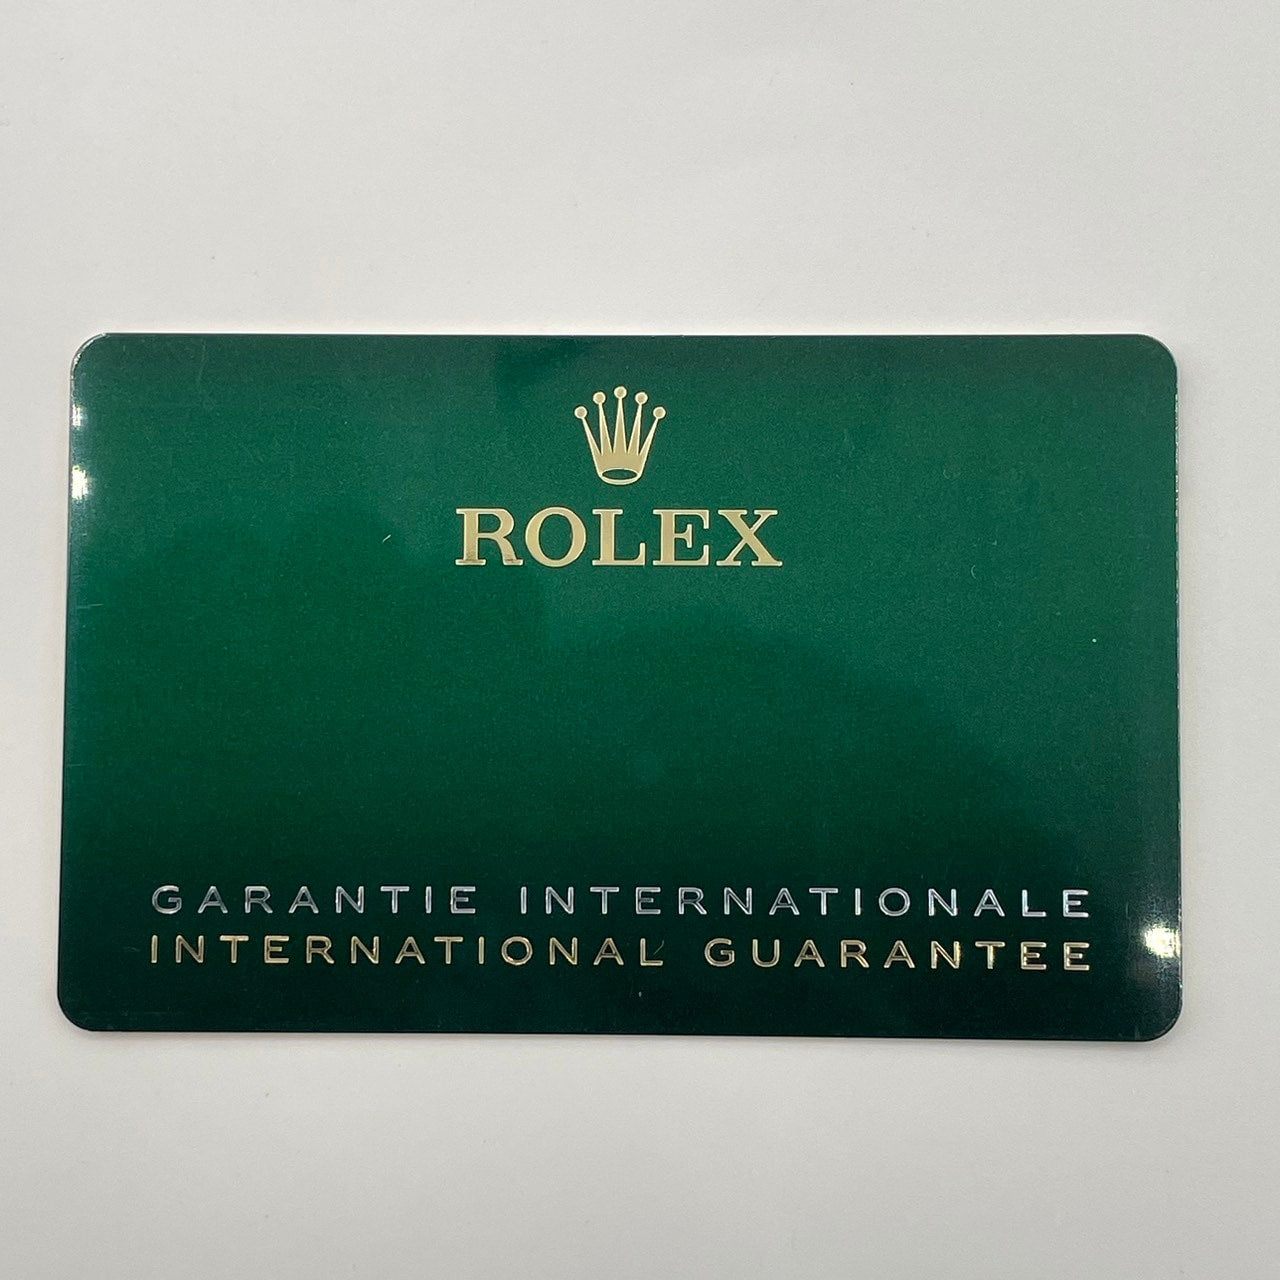 ROLEX
GARANTIE INTERNATIONALE
INTERNATIONAL GUARANTEE